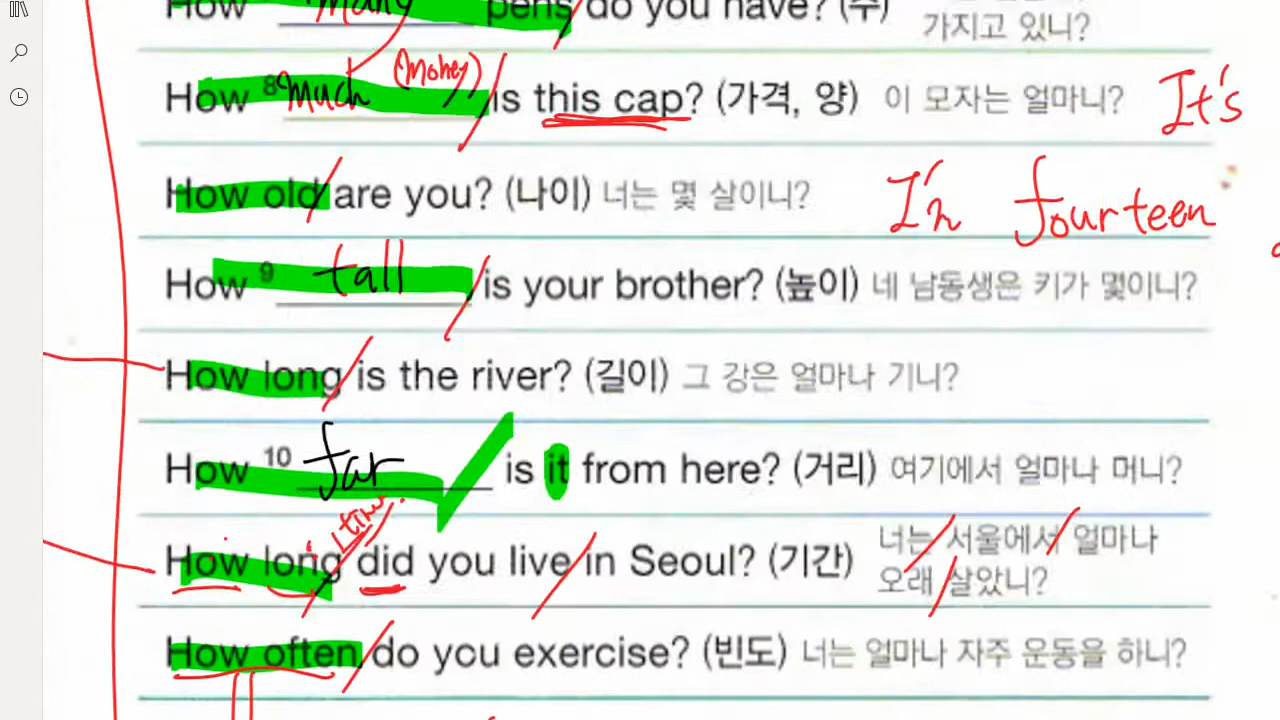 How many pens do you have? (수)
가지고 있니?
How 8 much (money) is this cap? (가격, 양) 이 모자는 얼마니? It's
How old are you? (나이) 너는 몇 살이니? I'm fourteen
How 9 tall is your brother? (높이) 네 남동생은 키가 몇이니?
How long is the river? (길이) 그 강은 얼마나 기니?
How 10 far is it from here? (거리) 여기에서 얼마나 머니?
time
How long did you live in Seoul? (기간) 너는 서울에서 얼마나
오래 살았니?
How often do you exercise? (빈도) 너는 얼마나 자주 운동을 하니?